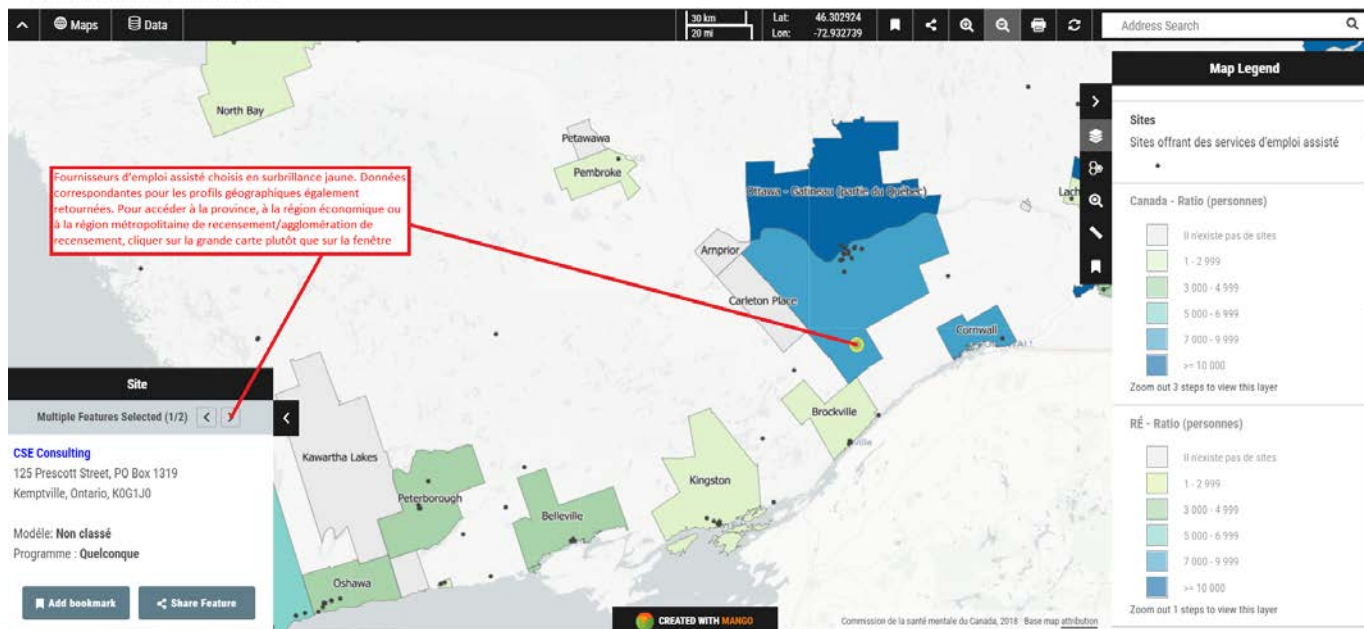 Maps
Data
30 km
20 mi
Lat: 46.302924
Lon: -72.932739
Address Search
Map Legend
Sites
Sites offrant des services d'emploi assisté
Canada - Ratio (personnes)
Il n'existe pas de sites
1 - 2 999
3 000 - 4 999
5 000 - 6 999
7 000 - 9 999
>= 10 000
Zoom out 3 steps to view this layer
RÉ - Ratio (personnes)
Il n'existe pas de sites
1 - 2 999
3 000 - 4 999
5 000 - 6 999
7 000 - 9 999
>= 10 000
Zoom out 1 steps to view this layer
North Bay
Petawawa
Pembroke
Ottawa - Gatineau (partie du Québec)
Lach
Arnprior
Carleton Place
Cornwall
Brockville
Kingston
Kawartha Lakes
Peterborough
Belleville
Oshawa
Fournisseurs d'emploi assisté choisis en surbrillance jaune. Données
correspondantes pour les profils géographiques également
retournées. Pour accéder à la province, à la région économique ou
à la région métropolitaine de recensement/agglomération de
recensement, cliquer sur la grande carte plutôt que sur la fenêtre
Site
Multiple Features Selected (1/2)
CSE Consulting
125 Prescott Street, PO Box 1319
Kemptville, Ontario, K0G1J0
Modéle: Non classé
Programme : Quelconque
Add bookmark
Share Feature
CREATED WITH MANGO
Commission de la santé mentale du Canada, 2018 Base map attribution